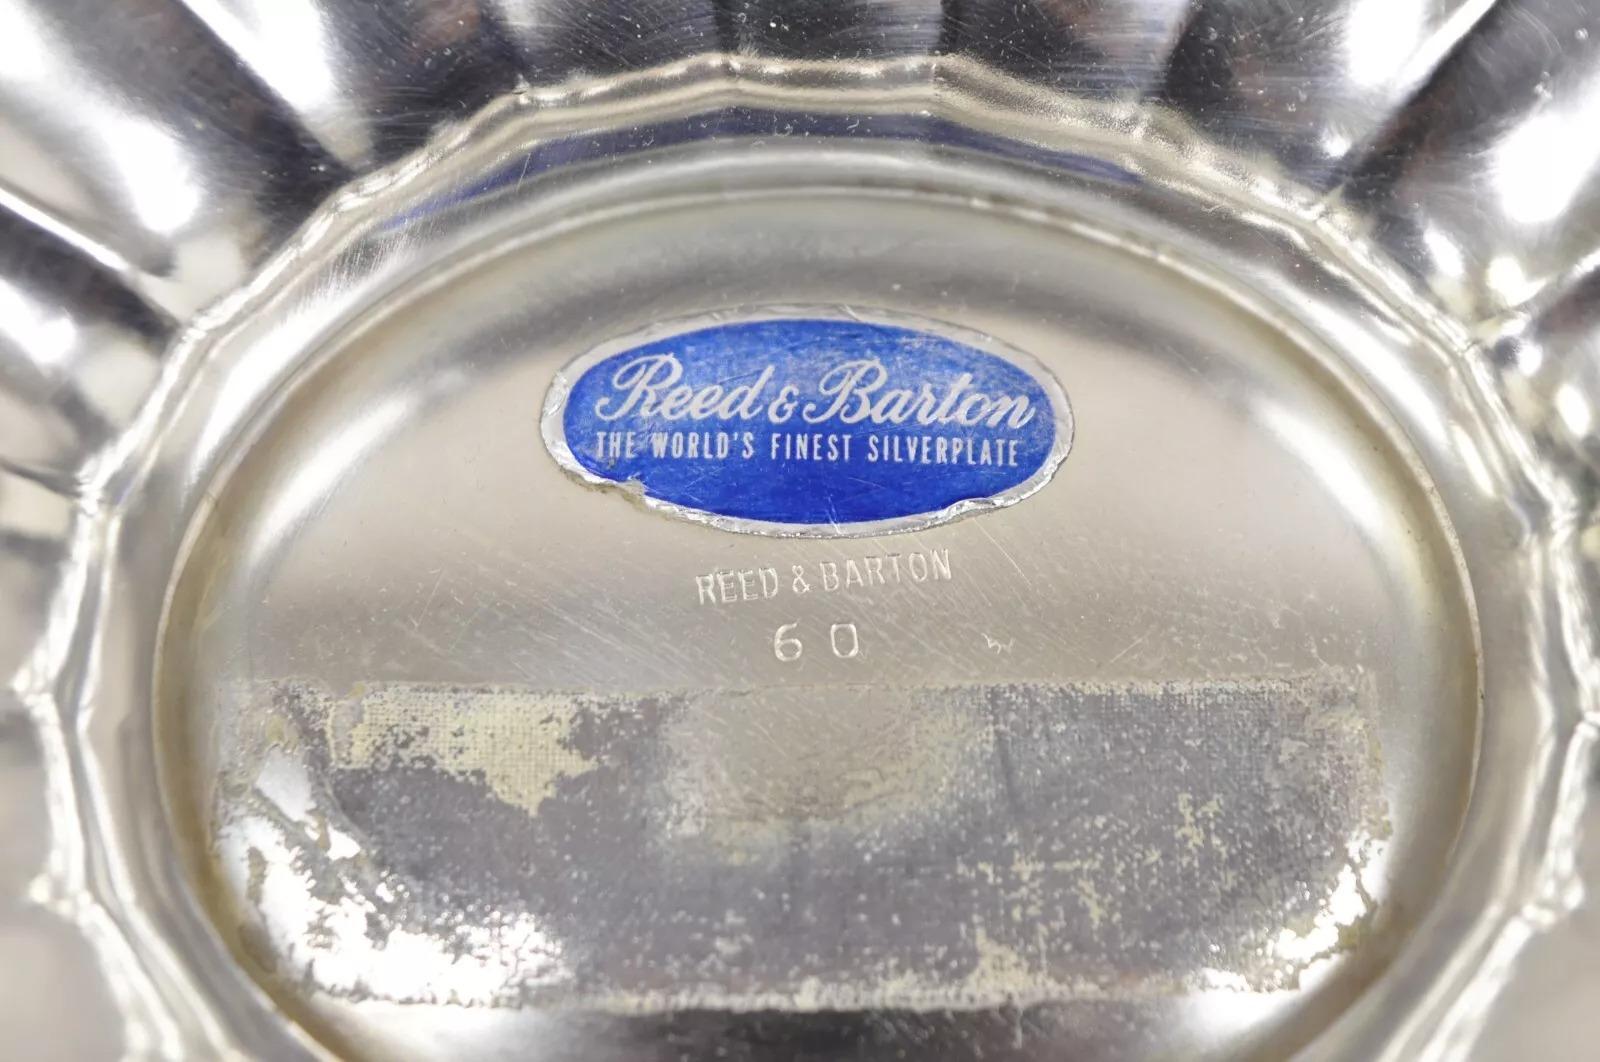 Reed & Barton
THE WORLD'S FINEST SILVERPLATE
REED & BARTON
60